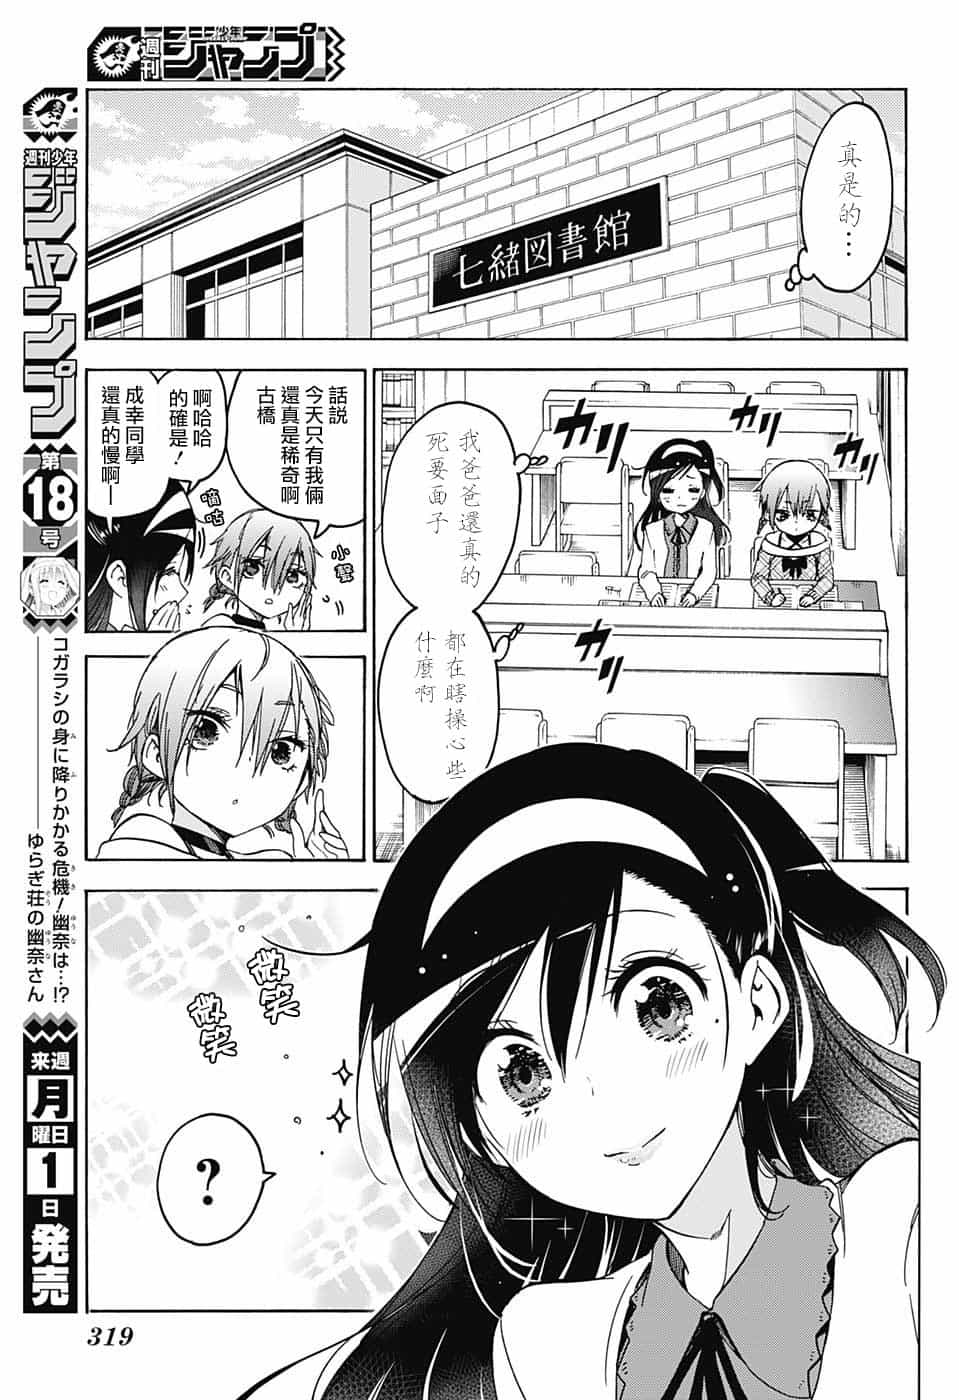 週刊
少年
ジャンプ
真是的…
七緒図書館
我爸爸還真的
死要面子
都在瞎操心些
什麼啊
カリ
カリ
カリ
カリ
話說
今天只有我倆
還真是稀奇啊
古橋
啊哈哈
的確是!
成幸同學
還真的慢啊—
嘀咕
小聲
微笑
微笑
?
週刊少年
ジャンプ
第
18
号
コガラシの身に降りかかる危機!幽奈は…!?
ゆらぎ荘の幽奈さん
来週
月
曜日
1
日
発売
319